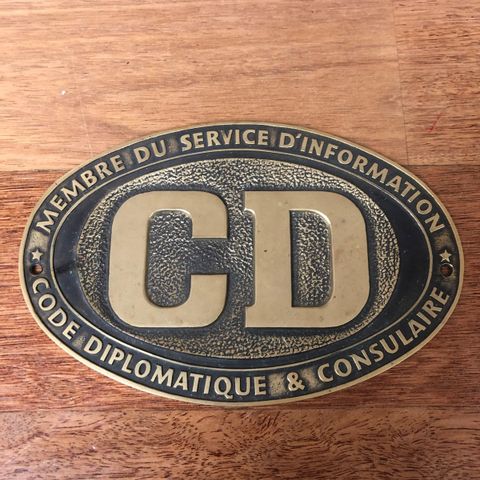 MEMBRE DU SERVICE D'INFORMATION
CD
CODE DIPLOMATIQUE & CONSULAIRE